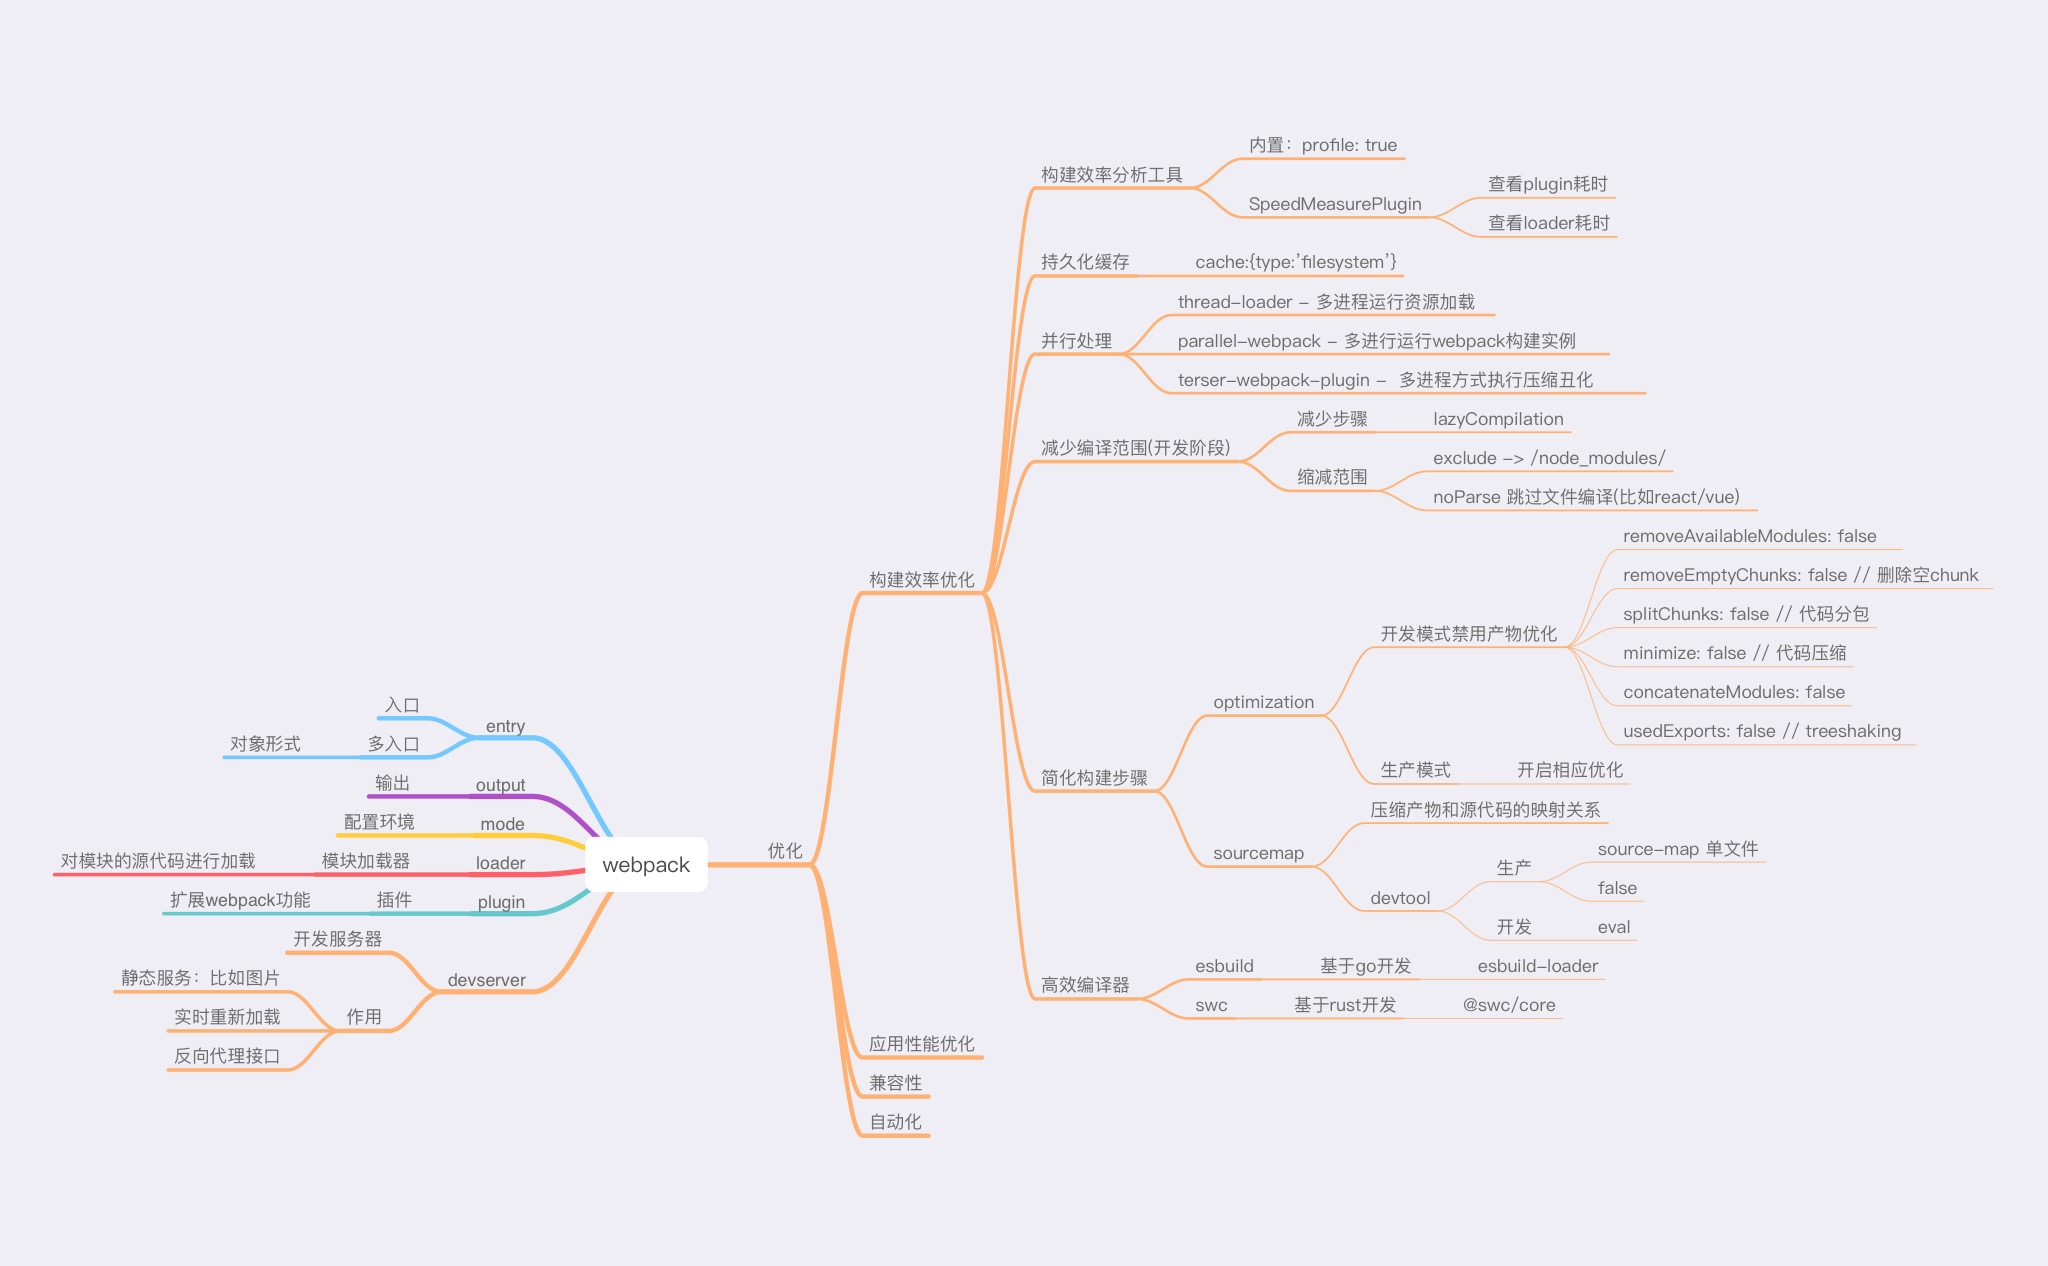 webpack
entry
入口
多入口
对象形式
output
输出
mode
配置环境
loader
模块加载器
对模块的源代码进行加载
plugin
插件
扩展webpack功能
devserver
开发服务器
作用
静态服务：比如图片
实时重新加载
反向代理接口
优化
构建效率优化
构建效率分析工具
内置：profile: true
SpeedMeasurePlugin
查看plugin耗时
查看loader耗时
持久化缓存
cache:{type:’filesystem’}
并行处理
thread-loader - 多进程运行资源加载
parallel-webpack - 多进行运行webpack构建实例
terser-webpack-plugin - 多进程方式执行压缩丑化
减少编译范围(开发阶段)
减少步骤
lazyCompilation
缩减范围
exclude -> /node_modules/
noParse 跳过文件编译(比如react/vue)
简化构建步骤
optimization
开发模式禁用产物优化
removeAvailableModules: false
removeEmptyChunks: false // 删除空chunk
splitChunks: false // 代码分包
minimize: false // 代码压缩
concatenateModules: false
usedExports: false // treeshaking
生产模式
开启相应优化
sourcemap
压缩产物和源代码的映射关系
devtool
生产
source-map 单文件
false
开发
eval
高效编译器
esbuild
基于go开发
esbuild-loader
swc
基于rust开发
@swc/core
应用性能优化
兼容性
自动化